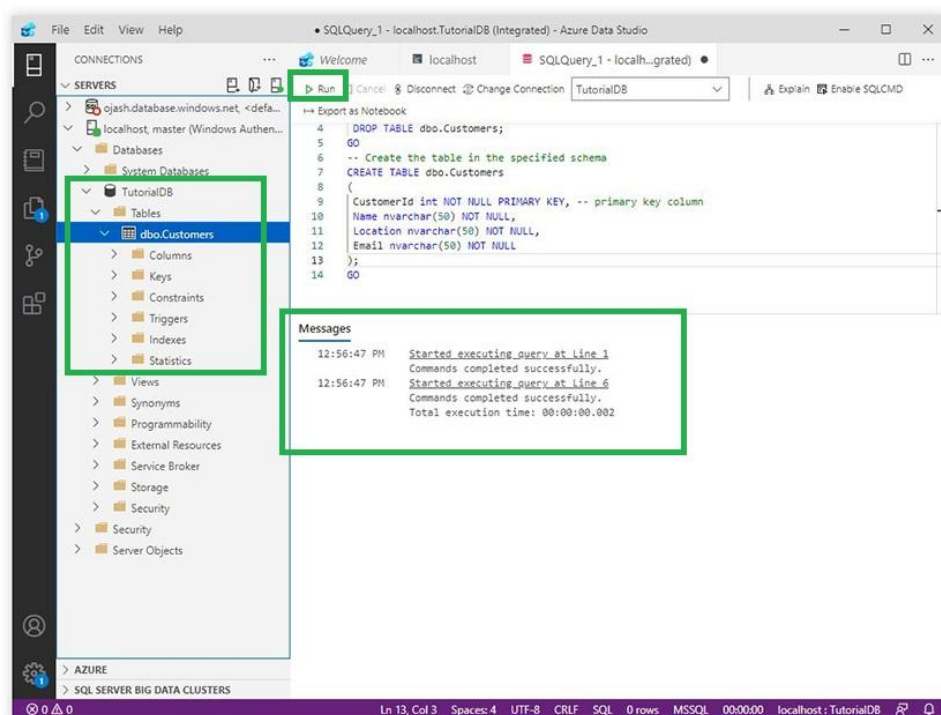 File Edit View Help
● SQLQuery_1 - localhost.TutorialDB (Integrated) - Azure Data Studio
CONNECTIONS ...
SERVERS
ojash.database.windows.net, <defa...
localhost, master (Windows Authen...
Databases
System Databases
TutorialDB
Tables
dbo.Customers
Columns
Keys
Constraints
Triggers
Indexes
Statistics
Views
Synonyms
Programmability
External Resources
Service Broker
Storage
Security
Security
Server Objects
AZURE
SQL SERVER BIG DATA CLUSTERS
1
1
Welcome localhost SQLQuery_1 - localh...grated) ●
Run Cancel Disconnect Change Connection TutorialDB Explain Enable SQLCMD
Export as Notebook
4 DROP TABLE dbo.Customers;
5 GO
6 -- Create the table in the specified schema
7 CREATE TABLE dbo.Customers
8 (
9 CustomerId int NOT NULL PRIMARY KEY, -- primary key column
10 Name nvarchar(50) NOT NULL,
11 Location nvarchar(50) NOT NULL,
12 Email nvarchar(50) NOT NULL
13 );
14 GO
Messages
12:56:47 PM Started executing query at Line 1
Commands completed successfully.
12:56:47 PM Started executing query at Line 6
Commands completed successfully.
Total execution time: 00:00:00.002
0 0 Ln 13, Col 3 Spaces: 4 UTF-8 CRLF SQL 0 rows MSSQL 00:00:00 localhost : TutorialDB